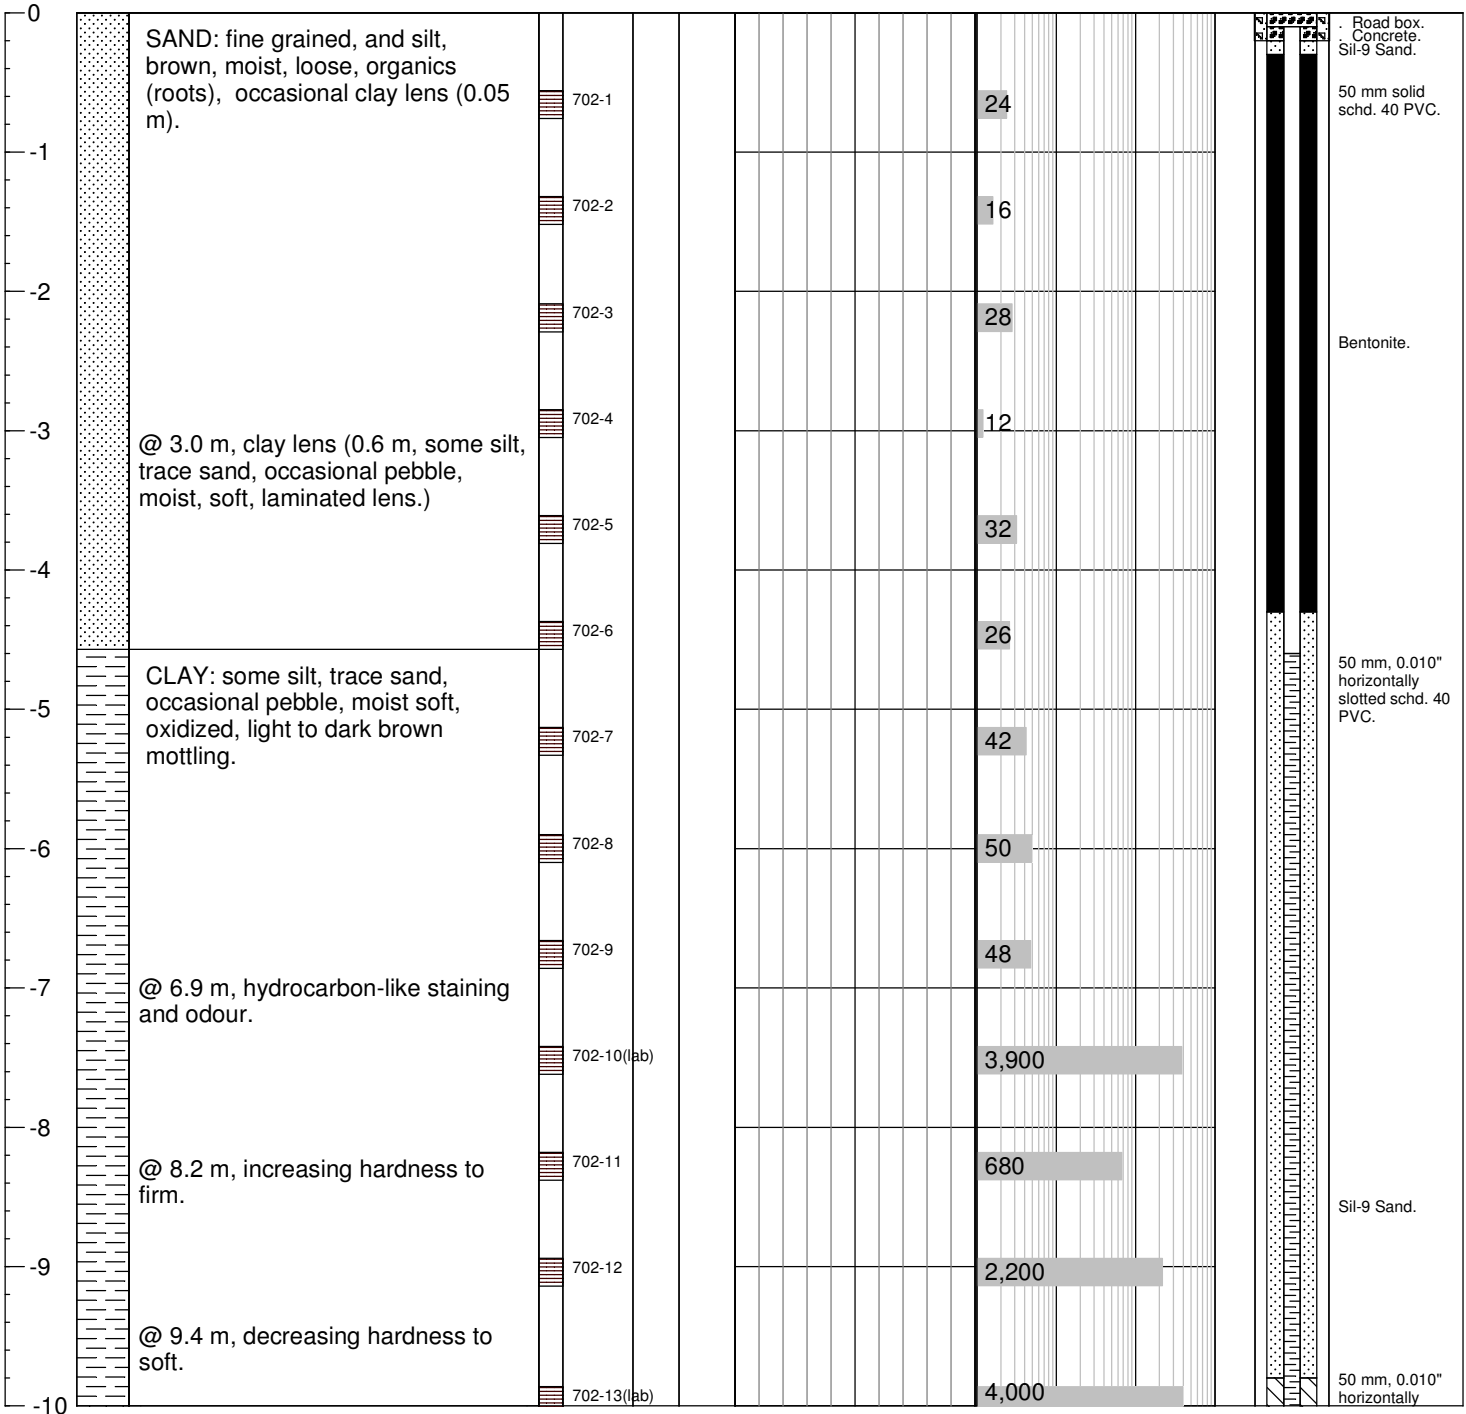 0
-1
-2
-3
-4
-5
-6
-7
-8
-9
-10
SAND: fine grained, and silt,
brown, moist, loose, organics
(roots),  occasional clay lens (0.05
m).
@ 3.0 m, clay lens (0.6 m, some silt,
trace sand, occasional pebble,
moist, soft, laminated lens.)
CLAY: some silt, trace sand,
occasional pebble, moist soft,
oxidized, light to dark brown
mottling.
@ 6.9 m, hydrocarbon-like staining
and odour.
@ 8.2 m, increasing hardness to
firm.
@ 9.4 m, decreasing hardness to
soft.
702-1
702-2
702-3
702-4
702-5
702-6
702-7
702-8
702-9
702-10(lab)
702-11
702-12
702-13(lab)
24
16
28
12
32
26
42
50
48
3,900
680
2,200
4,000
. Road box.
. Concrete.
Sil-9 Sand.
50 mm solid
schd. 40 PVC.
Bentonite.
50 mm, 0.010"
horizontally
slotted schd. 40
PVC.
Sil-9 Sand.
50 mm, 0.010"
horizontally